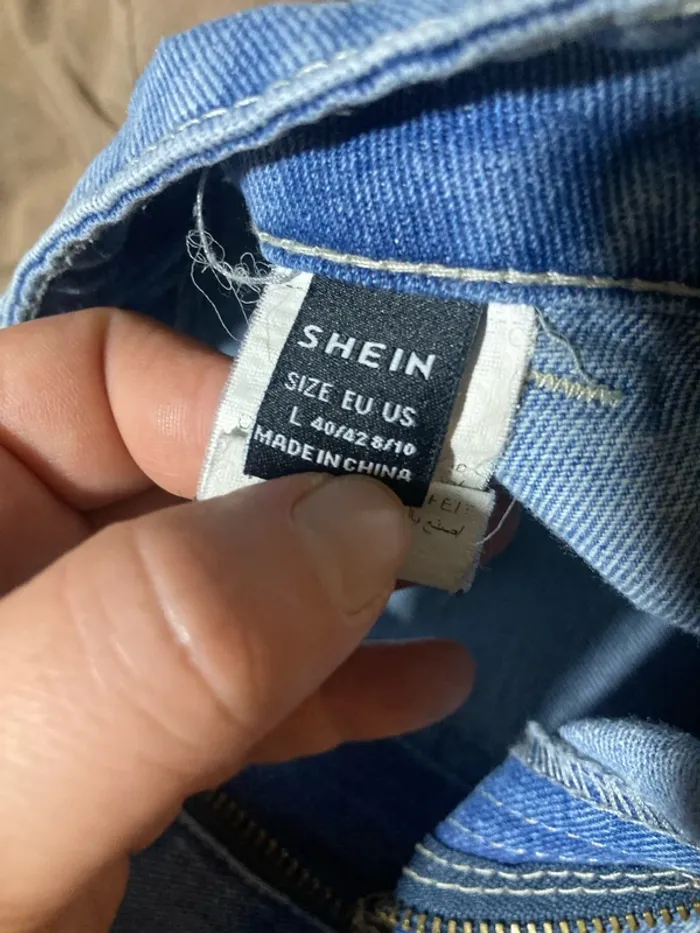 SHEIN
SIZE EU US
L 40/42 8/10
MADE IN CHINA